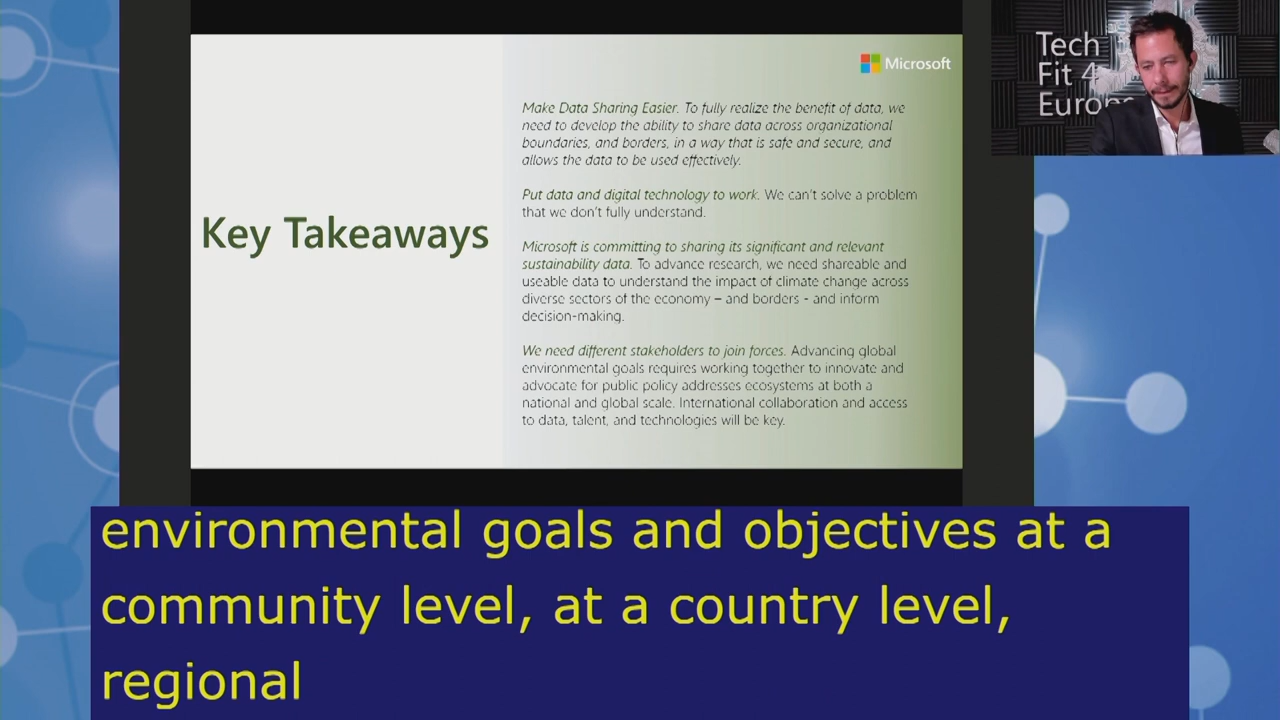 Microsoft
Tech
Fit 4
Europe
Make Data Sharing Easier. To fully realize the benefit of data, we
need to develop the ability to share data across organizational
boundaries, and borders, in a way that is safe and secure, and
allows the data to be used effectively.
Put data and digital technology to work. We can't solve a problem
that we don't fully understand.
Key Takeaways
Microsoft is committing to sharing its significant and relevant
sustainability data. To advance research, we need shareable and
useable data to understand the impact of climate change across
diverse sectors of the economy – and borders - and inform
decision-making.
We need different stakeholders to join forces. Advancing global
environmental goals requires working together to innovate and
advocate for public policy addresses ecosystems at both a
national and global scale. International collaboration and access
to data, talent, and technologies will be key.
environmental goals and objectives at a
community level, at a country level,
regional